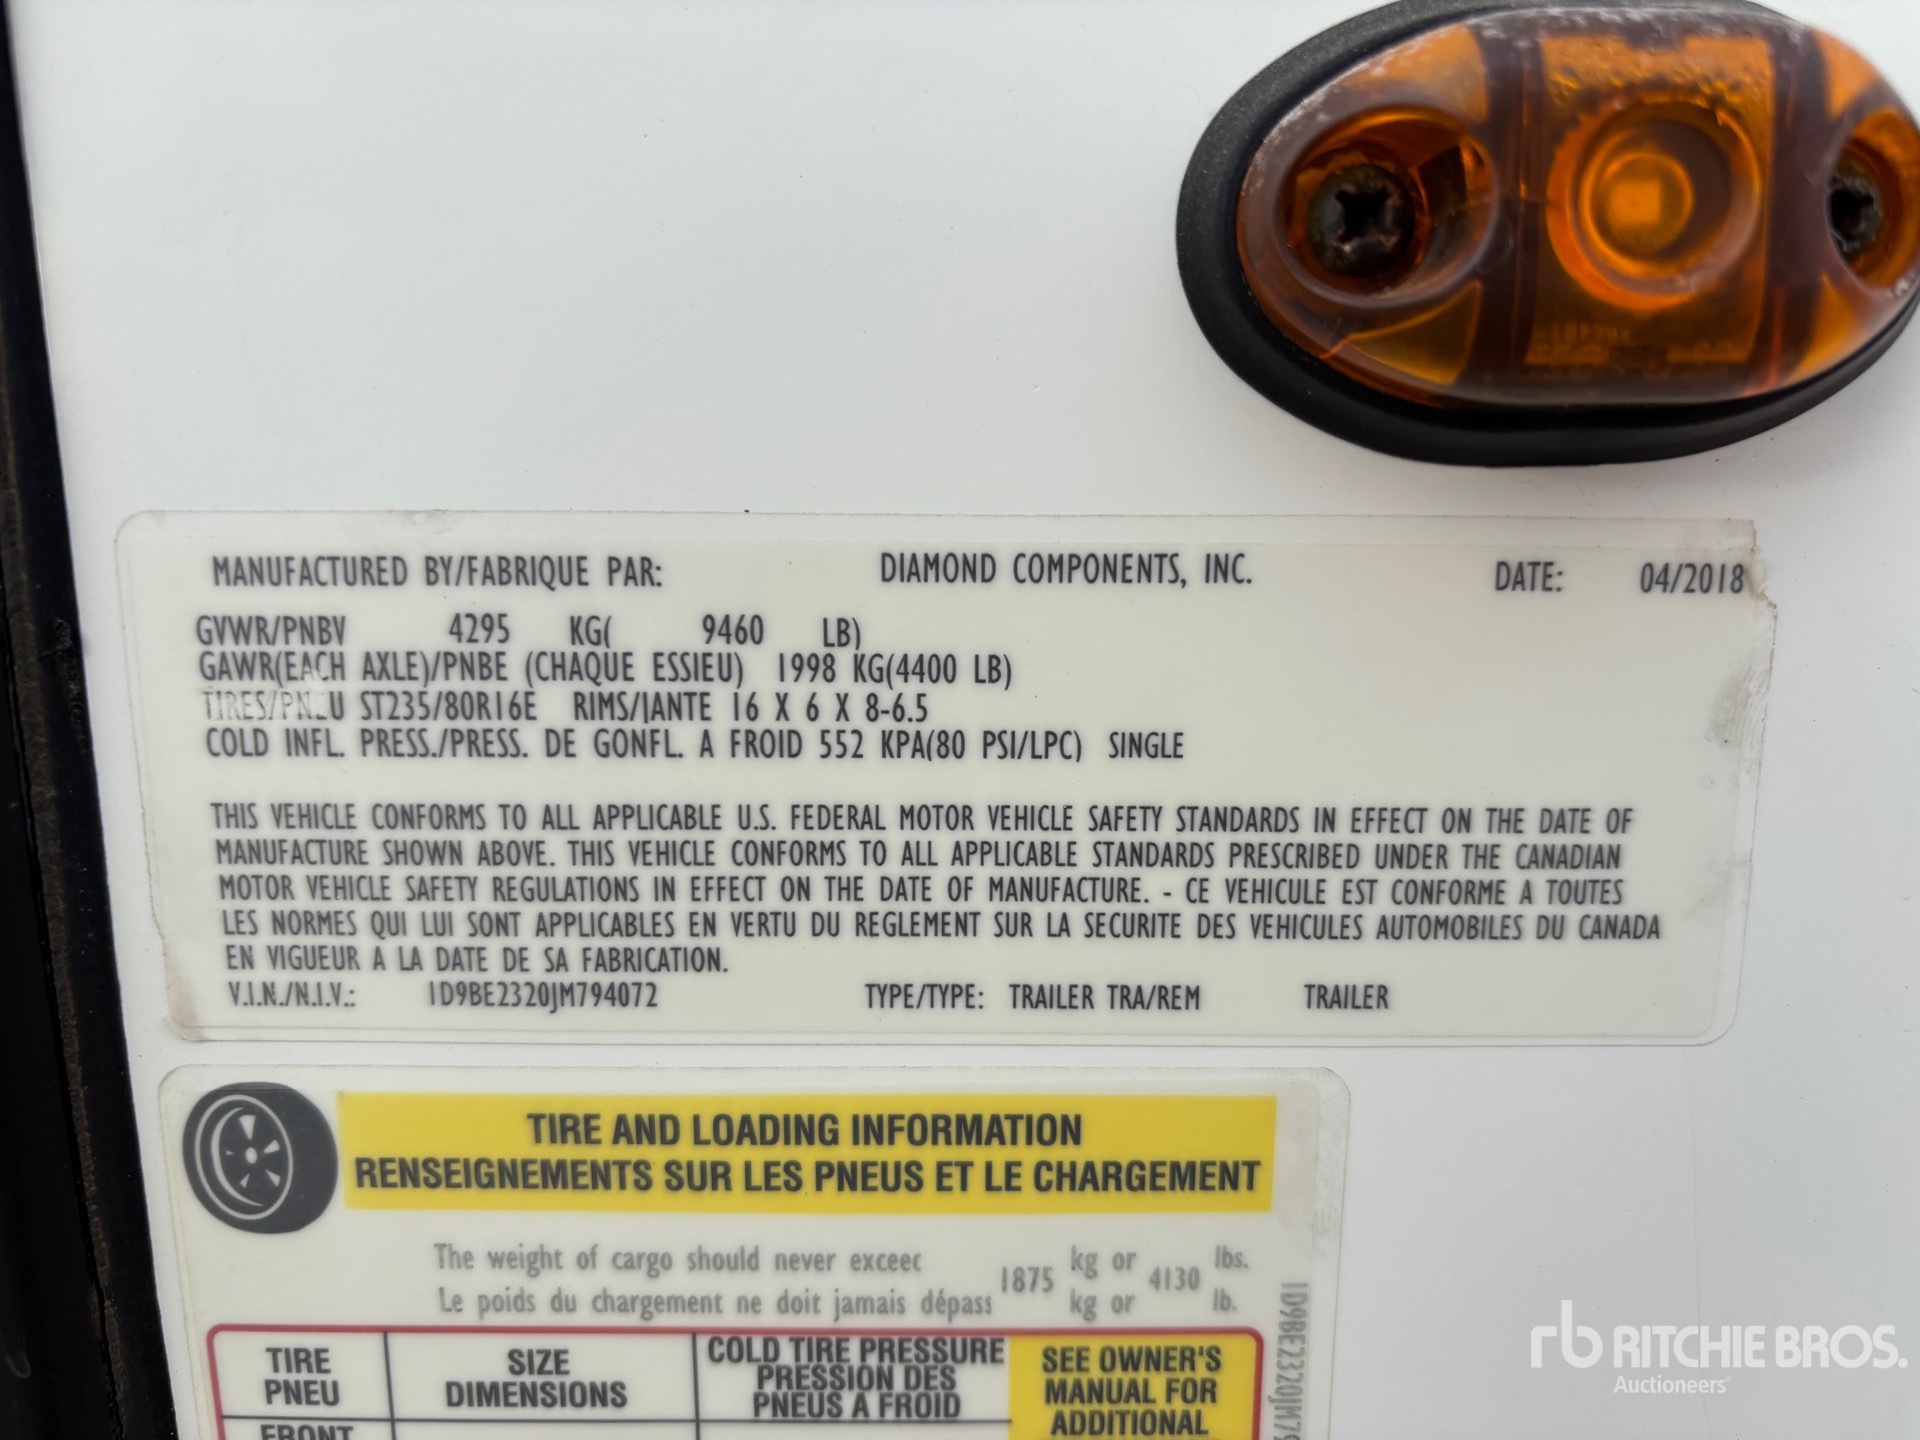 MANUFACTURED BY/FABRIQUE PAR: DIAMOND COMPONENTS, INC. DATE: 04/2018
GVWR/PNBV 4295 KG( 9460 LB)
GAWR(EACH AXLE)/PNBE (CHAQUE ESSIEU) 1998 KG(4400 LB)
TIRES/PNEU ST235/80R16E RIMS/JANTE 16 X 6 X 8-6.5
COLD INFL. PRESS./PRESS. DE GONFL. A FROID 552 KPA(80 PSI/LPC) SINGLE
THIS VEHICLE CONFORMS TO ALL APPLICABLE U.S. FEDERAL MOTOR VEHICLE SAFETY STANDARDS IN EFFECT ON THE DATE OF
MANUFACTURE SHOWN ABOVE. THIS VEHICLE CONFORMS TO ALL APPLICABLE STANDARDS PRESCRIBED UNDER THE CANADIAN
MOTOR VEHICLE SAFETY REGULATIONS IN EFFECT ON THE DATE OF MANUFACTURE. - CE VEHICULE EST CONFORME A TOUTES
LES NORMES QUI LUI SONT APPLICABLES EN VERTU DU REGLEMENT SUR LA SECURITE DES VEHICULES AUTOMOBILES DU CANADA
EN VIGUEUR A LA DATE DE SA FABRICATION.
V.I.N./N.I.V.: 1D9BE2320JM794072 TYPE/TYPE: TRAILER TRA/REM TRAILER
TIRE AND LOADING INFORMATION
RENSEIGNEMENTS SUR LES PNEUS ET LE CHARGEMENT
The weight of cargo should never exceec kg or lbs.
1875 4130
Le poids du chargement ne doit jamais dépass kg or lb.
TIRE
PNEU
SIZE
DIMENSIONS
COLD TIRE PRESSURE
PRESSION DES
PNEUS A FROID
SEE OWNER'S
MANUAL FOR
ADDITIONAL
FRONT
1D9BE2320JM79
rb RITCHIE BROS.
Auctioneers